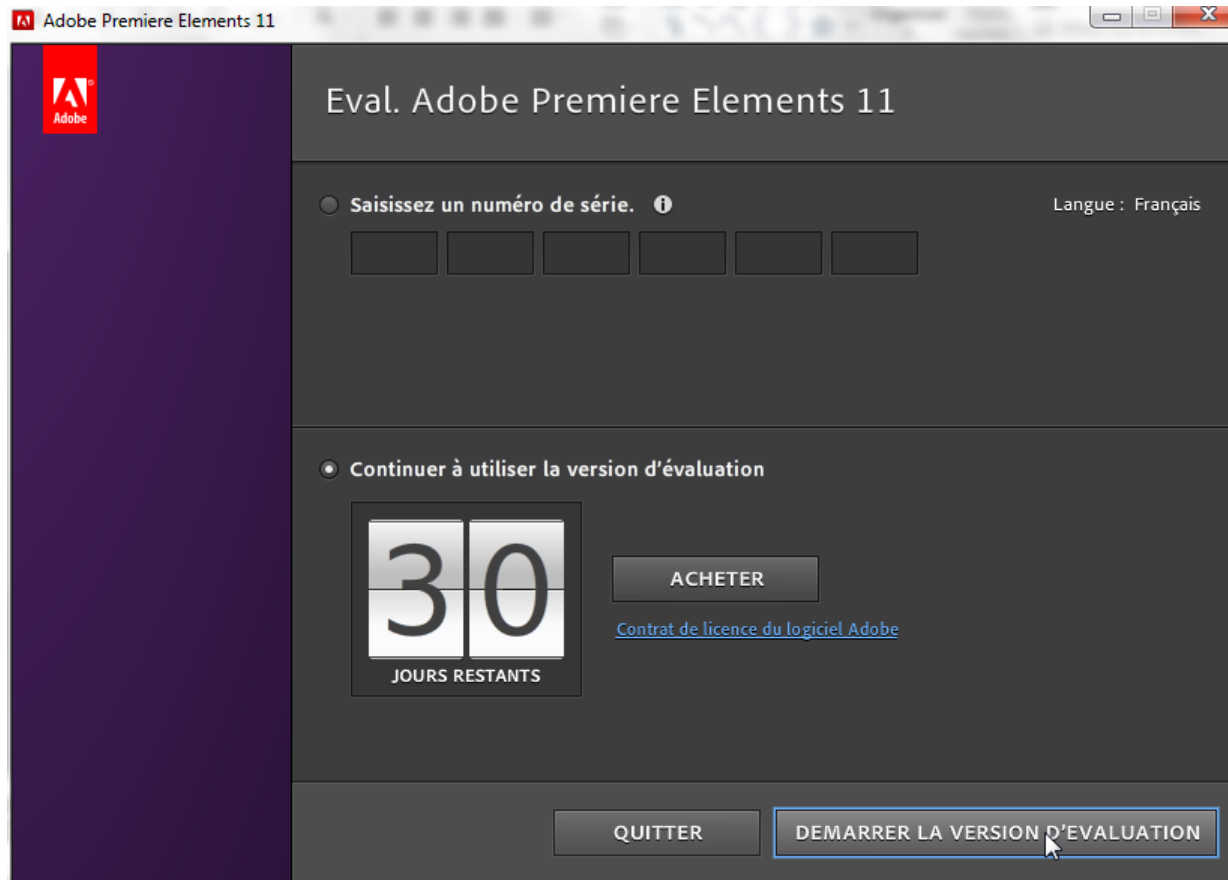 Adobe Premiere Elements 11
Adobe
Eval. Adobe Premiere Elements 11
Saisissez un numéro de série.
Langue : Français
Continuer à utiliser la version d'évaluation
30
JOURS RESTANTS
ACHETER
Contrat de licence du logiciel Adobe
QUITTER
DEMARRER LA VERSION D'EVALUATION